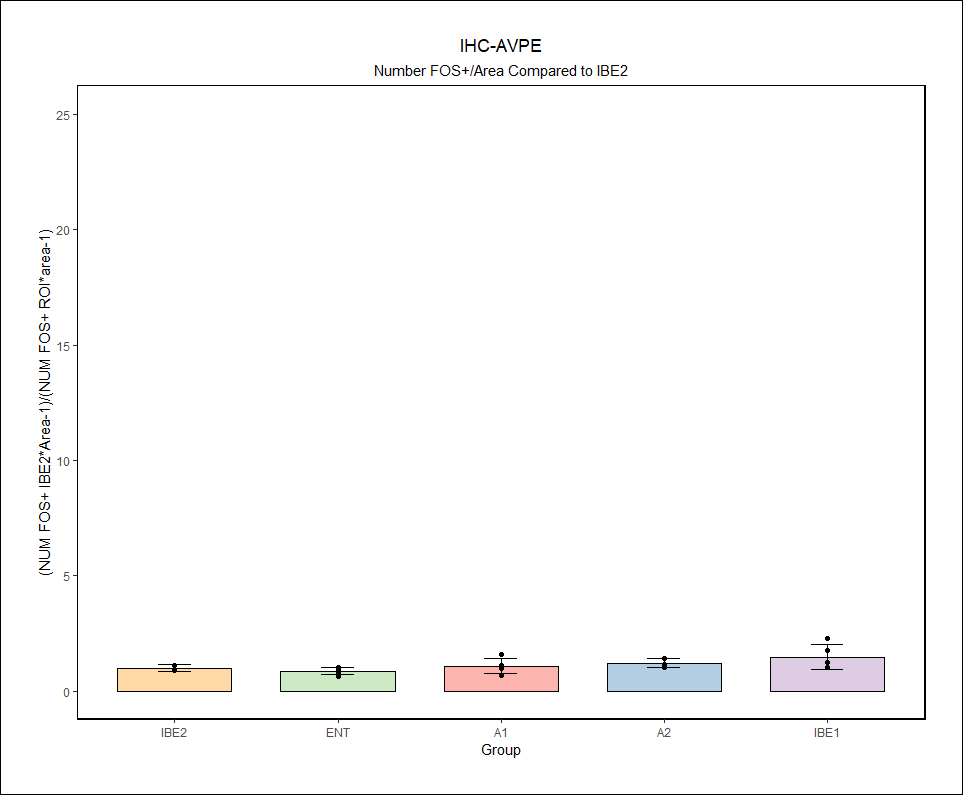 IHC-AVPE
Number FOS+/Area Compared to IBE2
(NUM FOS+ IBE2*Area-1)/(NUM FOS+ ROI*area-1)
25
20
15
10
5
0
IBE2 ENT A1 A2 IBE1
Group